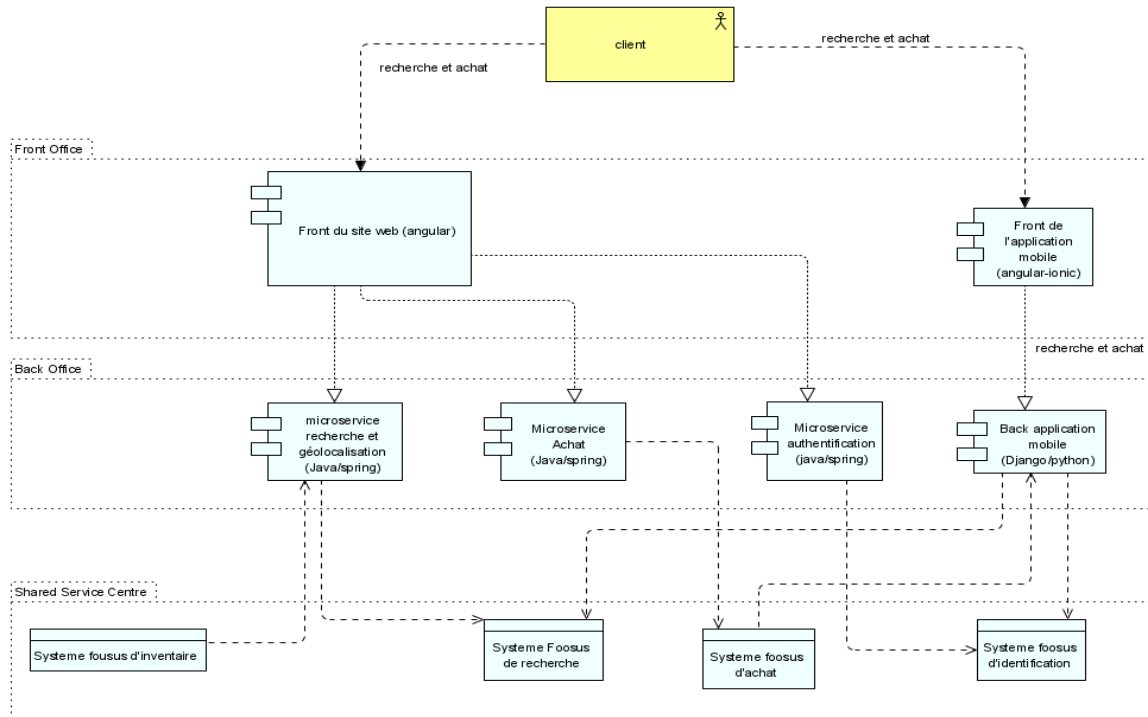 client
recherche et achat
recherche et achat
Front Office
Front du site web (angular)
Front de
l'application
mobile
(angular-ionic)
recherche et achat
Back Office
microservice
recherche et
géolocalisation
(Java/spring)
Microservice
Achat
(Java/spring)
Microservice
authentification
(java/spring)
Back application
mobile
(Django/python)
Shared Service Centre
Systeme fousus d'inventaire
Systeme Foosus
de recherche
Systeme foosus
d'achat
Systeme foosus
d'identification